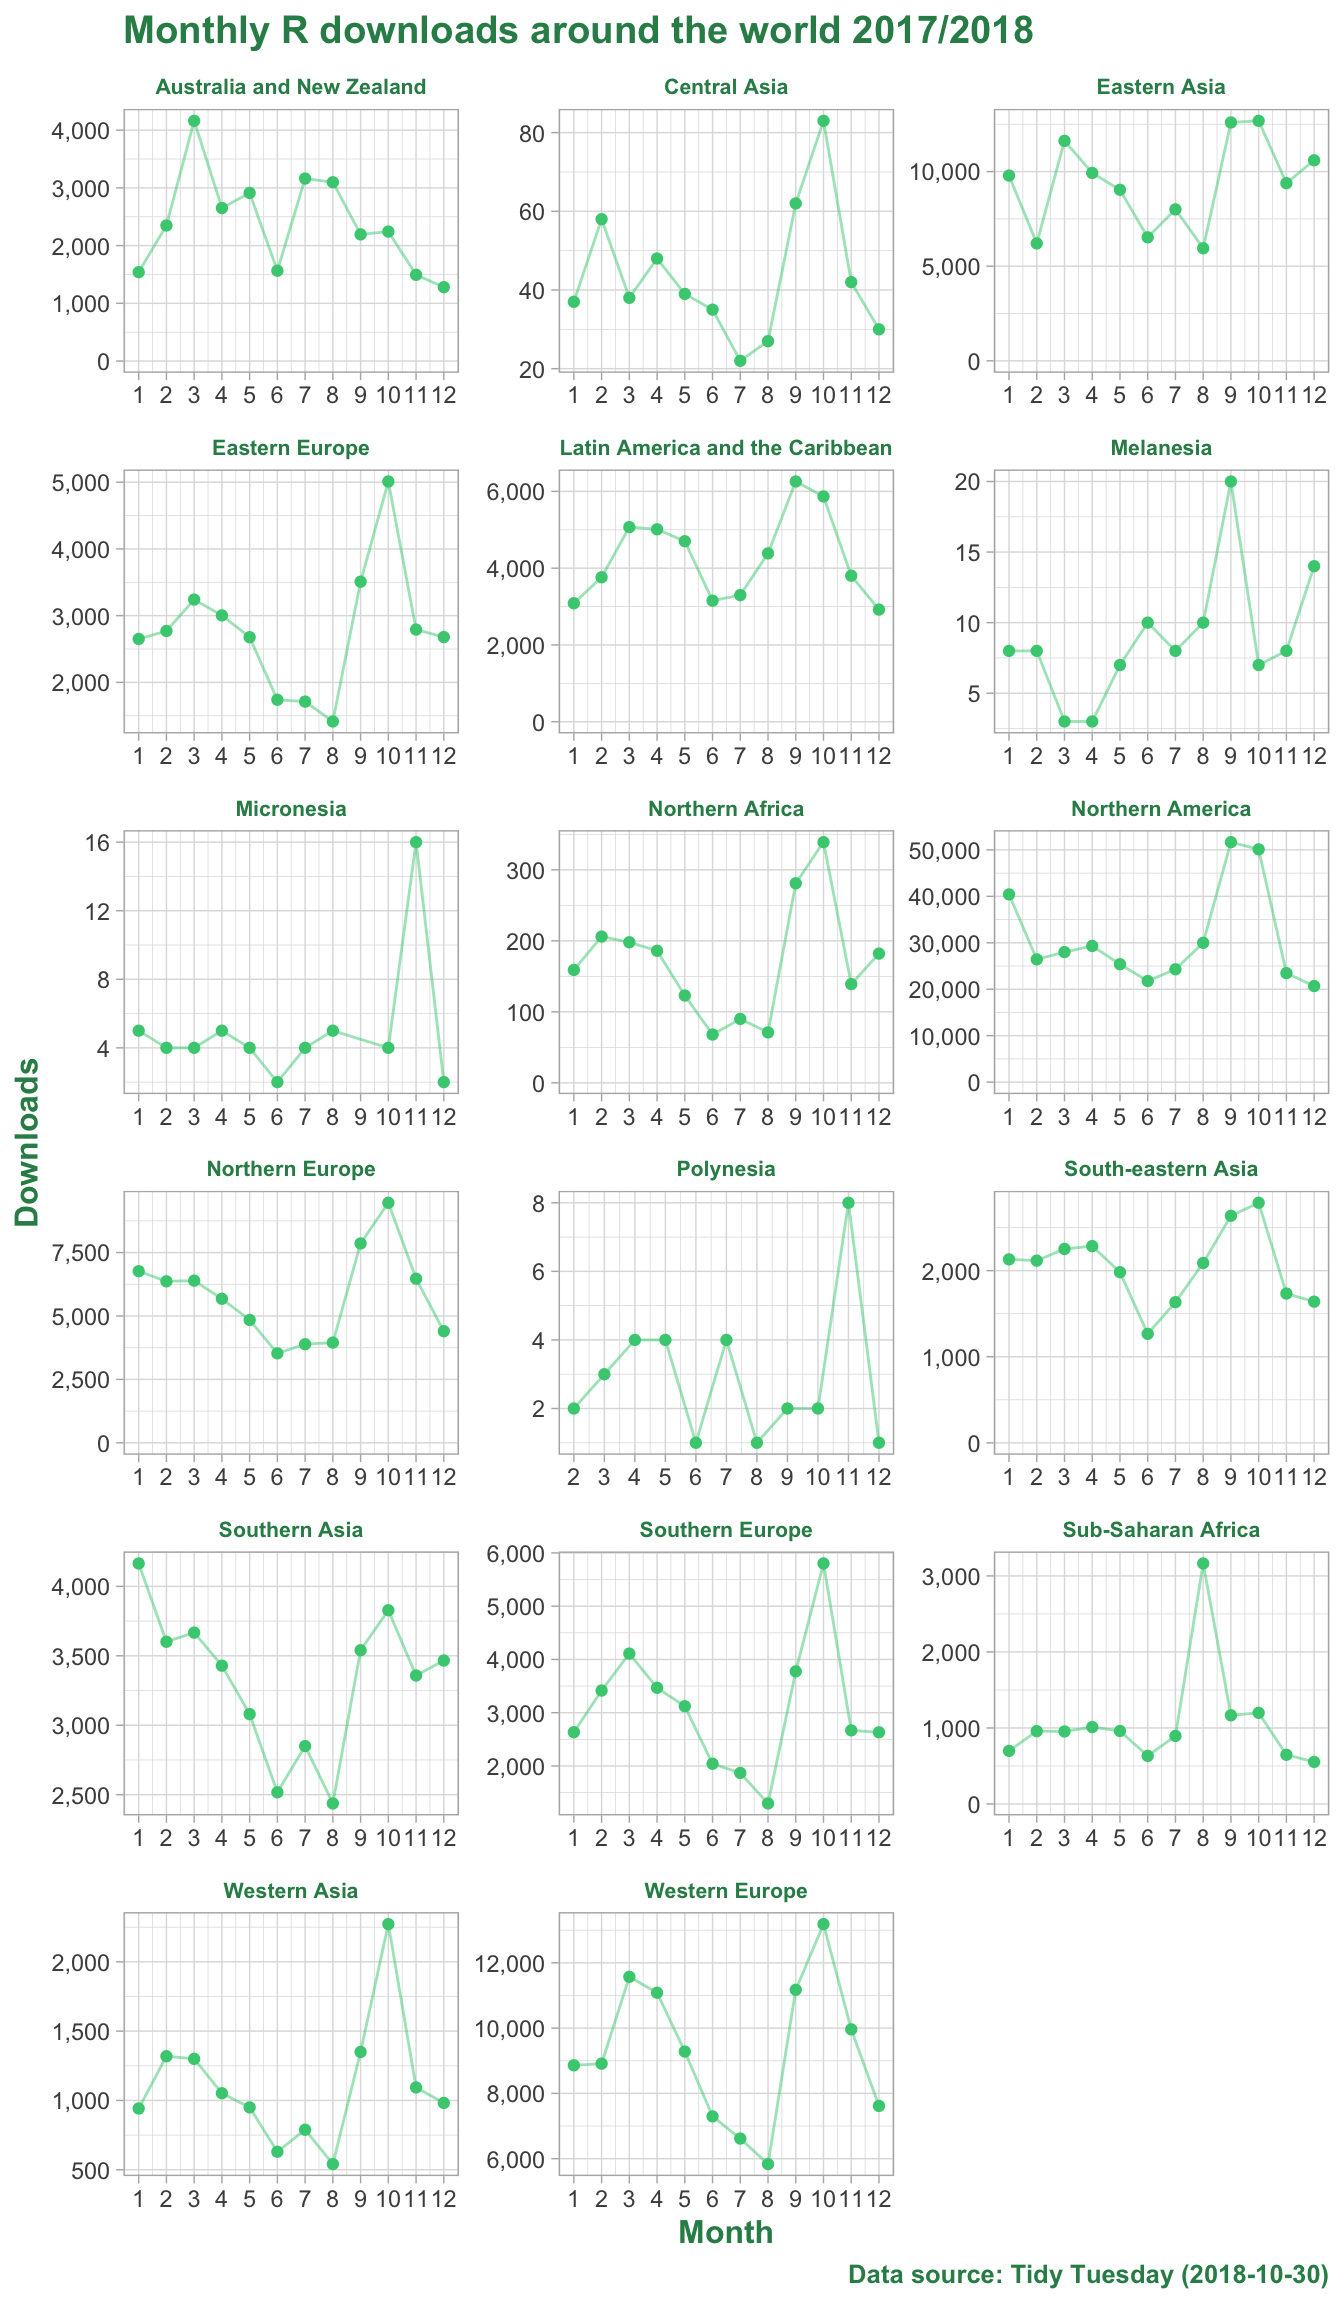 Monthly R downloads around the world 2017/2018
Downloads
Australia and New Zealand
4,000
3,000
2,000
1,000
0
1 2 3 4 5 6 7 8 9 10 11 12
Central Asia
80
60
40
20
1 2 3 4 5 6 7 8 9 10 11 12
Eastern Asia
10,000
5,000
0
1 2 3 4 5 6 7 8 9 10 11 12
Eastern Europe
5,000
4,000
3,000
2,000
1 2 3 4 5 6 7 8 9 10 11 12
Latin America and the Caribbean
6,000
4,000
2,000
0
1 2 3 4 5 6 7 8 9 10 11 12
Melanesia
20
15
10
5
1 2 3 4 5 6 7 8 9 10 11 12
Micronesia
16
12
8
4
1 2 3 4 5 6 7 8 9 10 11 12
Northern Africa
300
200
100
0
1 2 3 4 5 6 7 8 9 10 11 12
Northern America
50,000
40,000
30,000
20,000
10,000
0
1 2 3 4 5 6 7 8 9 10 11 12
Northern Europe
7,500
5,000
2,500
0
1 2 3 4 5 6 7 8 9 10 11 12
Polynesia
8
6
4
2
2 3 4 5 6 7 8 9 10 11 12
South-eastern Asia
2,000
1,000
0
1 2 3 4 5 6 7 8 9 10 11 12
Southern Asia
4,000
3,500
3,000
2,500
1 2 3 4 5 6 7 8 9 10 11 12
Southern Europe
6,000
5,000
4,000
3,000
2,000
1 2 3 4 5 6 7 8 9 10 11 12
Sub-Saharan Africa
3,000
2,000
1,000
0
1 2 3 4 5 6 7 8 9 10 11 12
Western Asia
2,000
1,500
1,000
500
1 2 3 4 5 6 7 8 9 10 11 12
Western Europe
12,000
10,000
8,000
6,000
1 2 3 4 5 6 7 8 9 10 11 12
Month
Data source: Tidy Tuesday (2018-10-30)